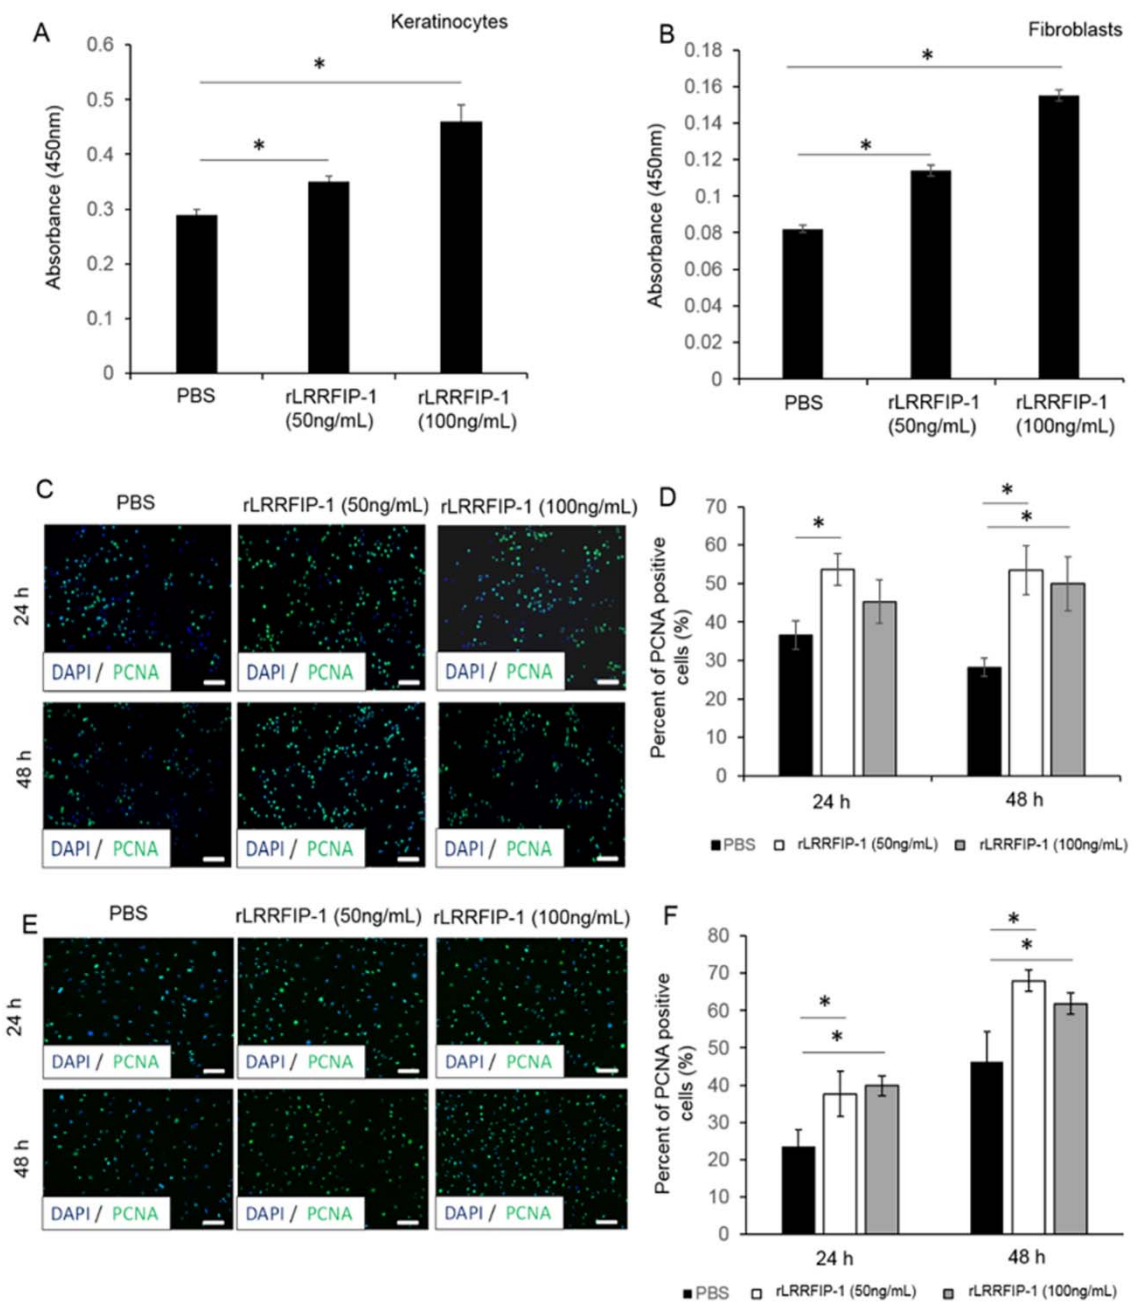 A
Keratinocytes
Absorbance (450nm)
0.6
0.5
0.4
0.3
0.2
0.1
0
*
*
PBS
rLRRFIP-1
(50ng/mL)
rLRRFIP-1
(100ng/mL)
B
Fibroblasts
Absorbance (450nm)
0.18
0.16
0.14
0.12
0.1
0.08
0.06
0.04
0.02
0
*
*
PBS
rLRRFIP-1
(50ng/mL)
rLRRFIP-1
(100ng/mL)
C
PBS
rLRRFIP-1 (50ng/mL)
rLRRFIP-1 (100ng/mL)
24 h
DAPI / PCNA
DAPI / PCNA
DAPI / PCNA
48 h
DAPI / PCNA
DAPI / PCNA
DAPI / PCNA
D
Percent of PCNA positive
cells (%)
70
60
50
40
30
20
10
0
*
*
*
24 h
48 h
PBS
rLRRFIP-1 (50ng/mL)
rLRRFIP-1 (100ng/mL)
E
PBS
rLRRFIP-1 (50ng/mL)
rLRRFIP-1 (100ng/mL)
24 h
DAPI / PCNA
DAPI / PCNA
DAPI / PCNA
48 h
DAPI / PCNA
DAPI / PCNA
DAPI / PCNA
F
Percent of PCNA positive
cells (%)
80
70
60
50
40
30
20
10
0
*
*
*
*
24 h
48 h
PBS
rLRRFIP-1 (50ng/mL)
rLRRFIP-1 (100ng/mL)